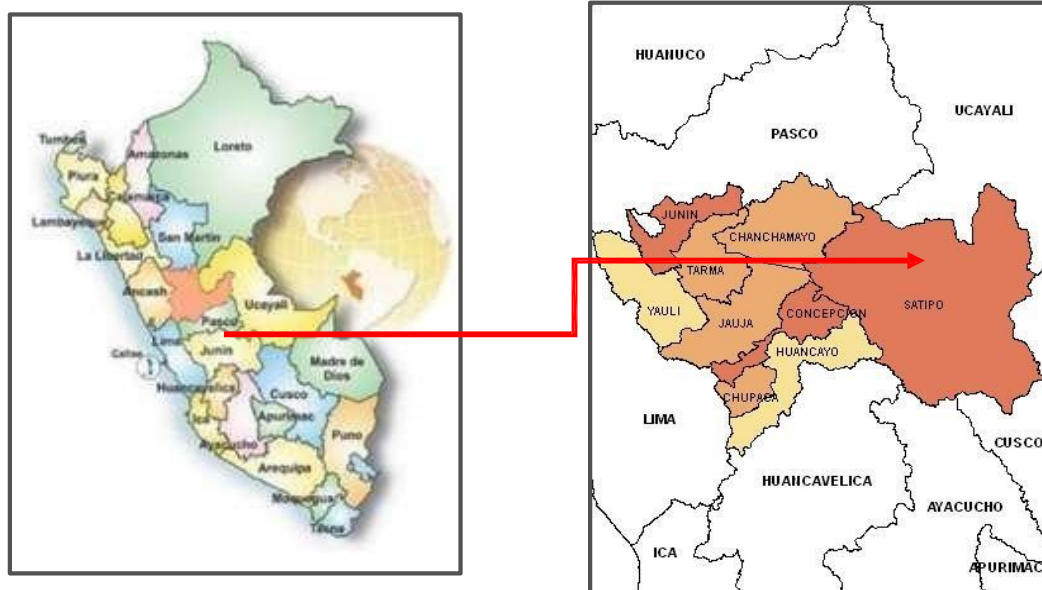 Tumbes
Piura
Amazonas
Loreto
Cajamarca
Lambayeque
San Martin
La Libertad
Ancash
Ucayali
Pasco
Lima
Callao
Junin
Madre de
Dios
Huancavelica
Cusco
Ica
Apurimac
Ayacucho
Puno
Arequipa
Moquegua
Tacna
HUANUCO
UCAYALI
PASCO
JUNIN
CHANCHAMAYO
TARMA
SATIPO
YAULI
CONCEPCION
JAUJA
HUANCAYO
CHUPACA
LIMA
CUSCO
HUANCAVELICA
AYACUCHO
ICA
APURIMAC